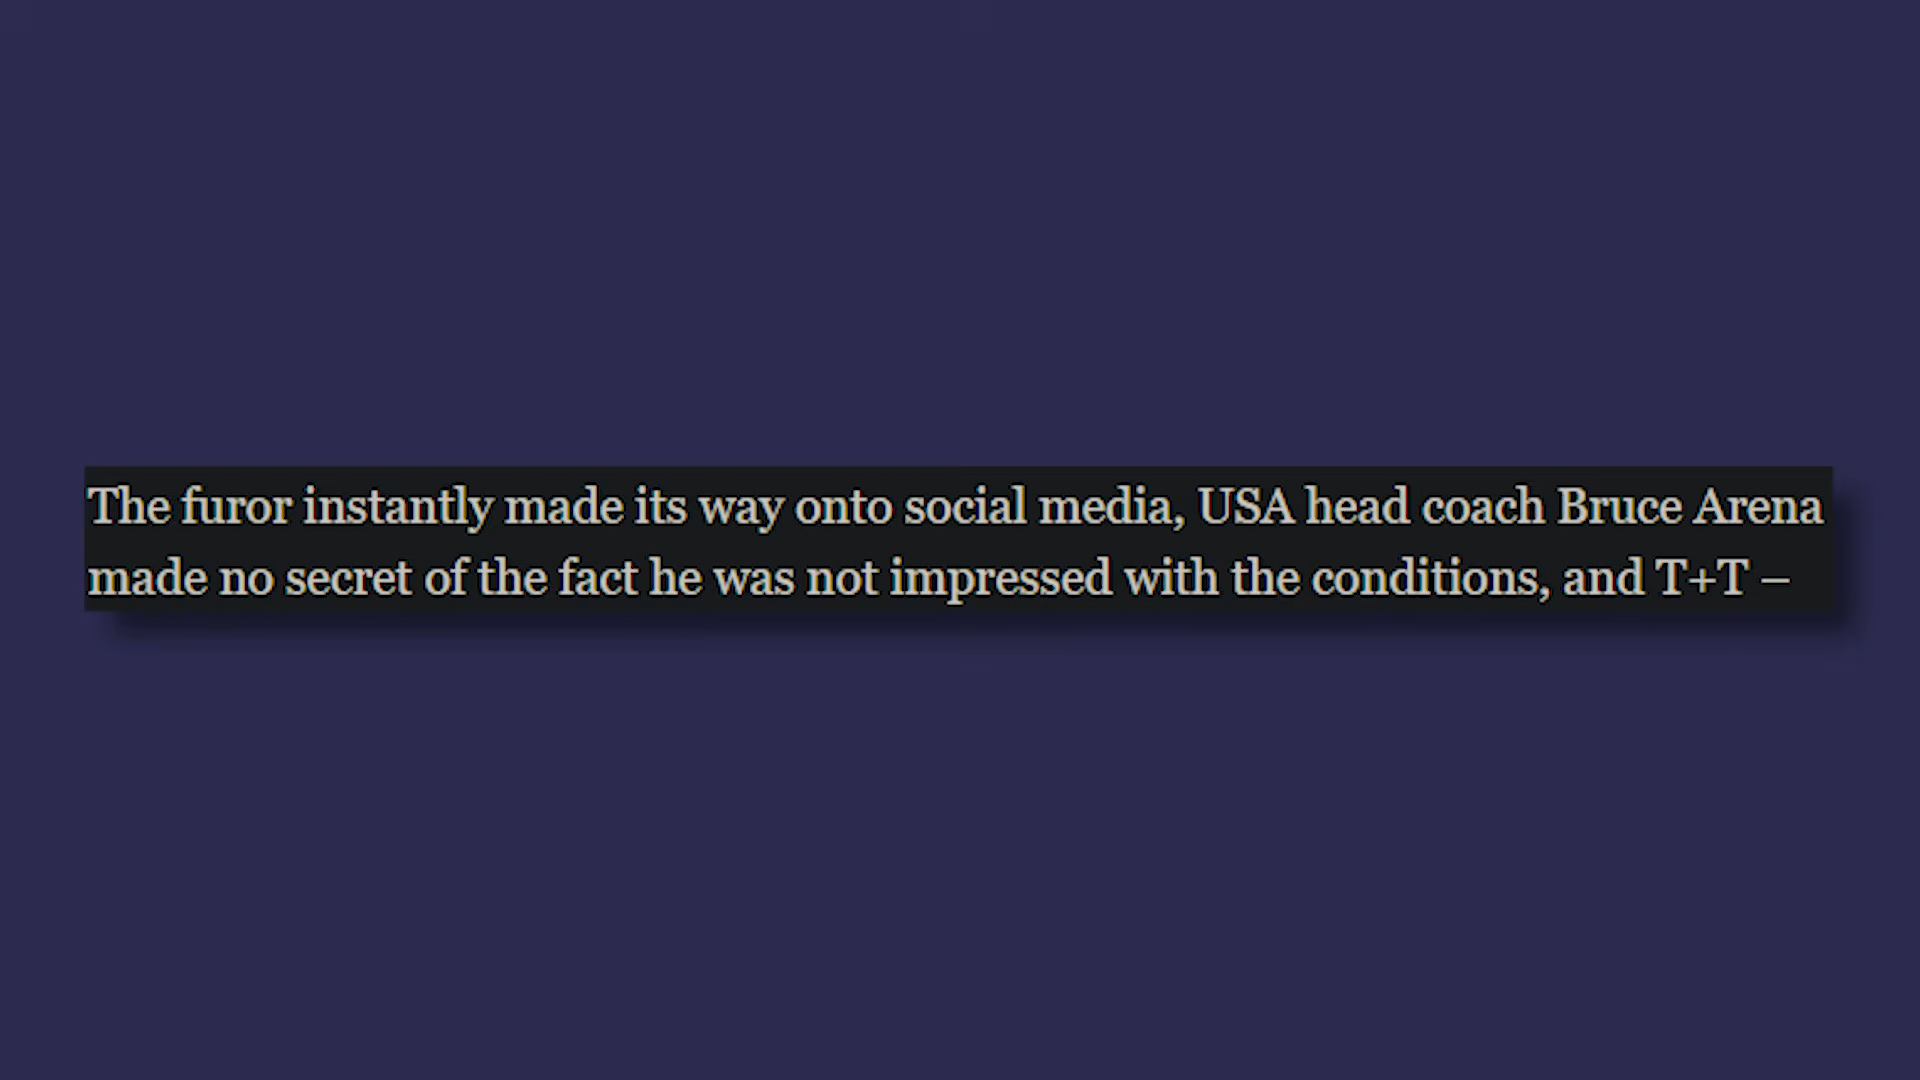 The furor instantly made its way onto social media, USA head coach Bruce Arena
made no secret of the fact he was not impressed with the conditions, and T+T –